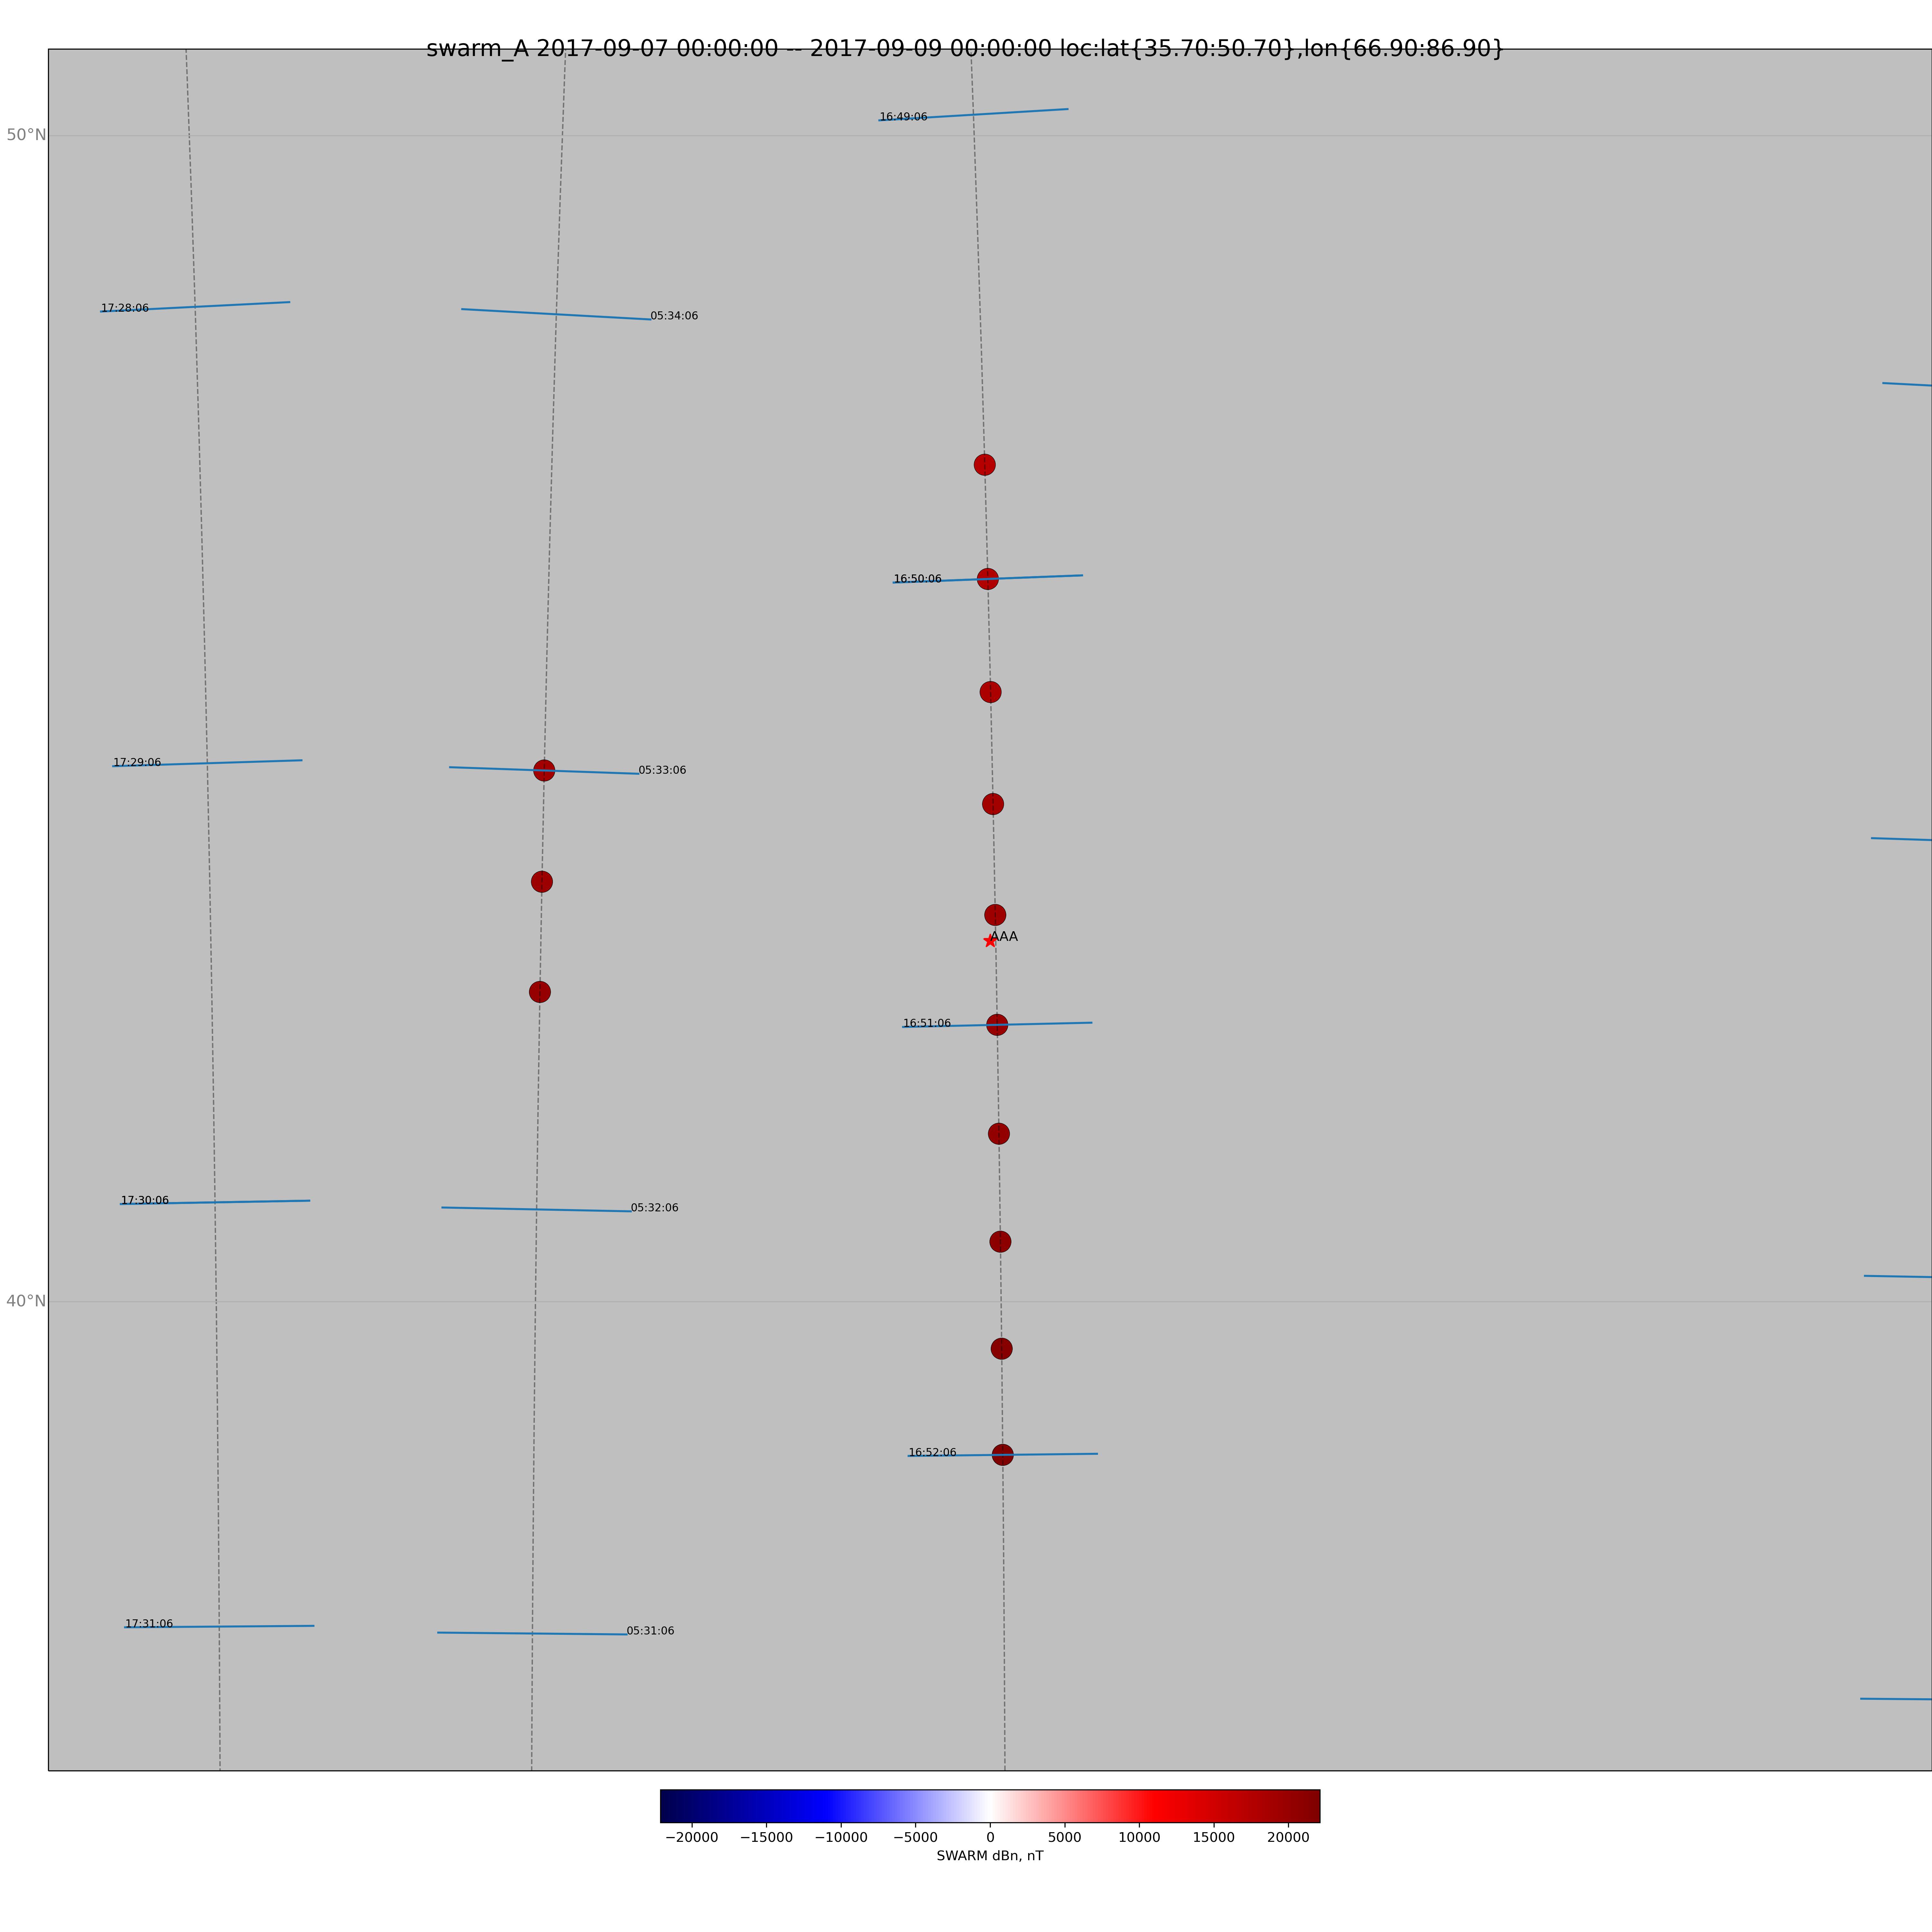 swarm_A 2017-09-07 00:00:00 -- 2017-09-09 00:00:00 loc:lat{35.70:50.70},lon{66.90:86.90}
16:49:06
50°N
17:28:06
05:34:06
16:50:06
17:29:06
05:33:06
AAA
16:51:06
17:30:06
05:32:06
40°N
16:52:06
17:31:06
05:31:06
−20000 −15000 −10000 −5000 0 5000 10000 15000 20000
SWARM dBn, nT